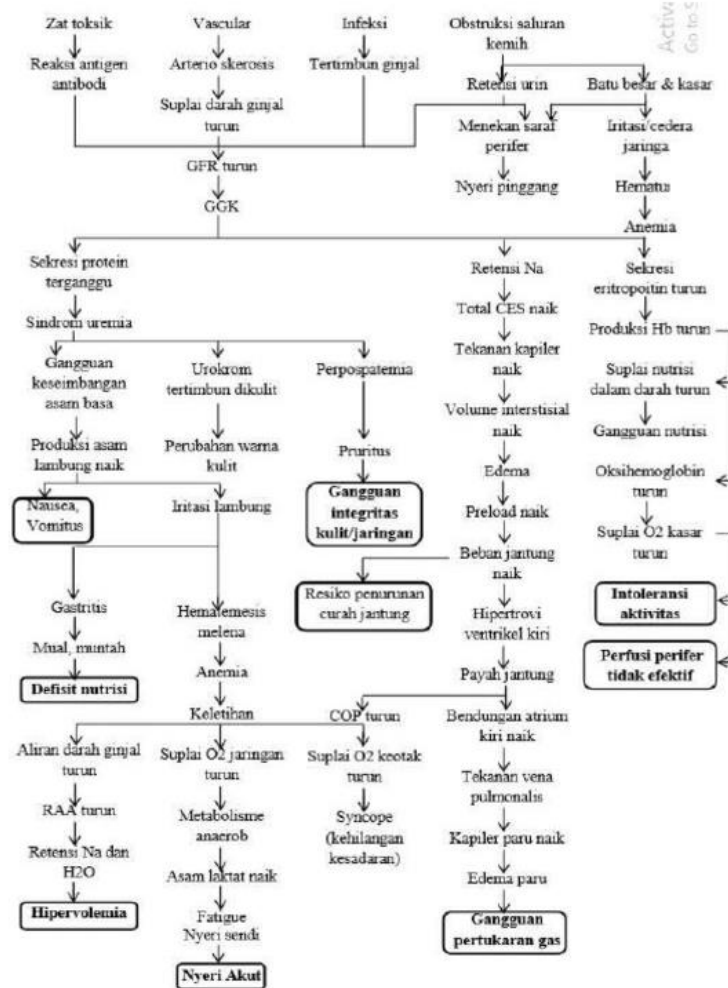 Zat toksik
Vascular
Infeksi
Obstruksi saluran
kemih
Reaksi antigen
antibodi
Arterio skerosis
Tertimbun ginjal
Retensi urin
Batu besar & kasar
Suplai darah ginjal
turun
Menekan saraf
perifer
Iritasi/cedera
jaringa
GFR turun
Nyeri pinggang
Hematus
GGK
Anemia
Sekresi protein
terganggu
Retensi Na
Sekresi
eritropoitin turun
Sindrom uremia
Total CES naik
Produksi Hb turun
Gangguan
keseimbangan
asam basa
Urokrom
tertimbun dikulit
Perpospatemia
Tekanan kapiler
naik
Suplai nutrisi
dalam darah turun
Volume interstisial
naik
Gangguan nutrisi
Produksi asam
lambung naik
Perubahan warna
kulit
Pruritus
Edema
Oksihemoglobin
turun
Nausea,
Vomitus
Iritasi lambung
Gangguan
integritas
kulit/jaringan
Preload naik
Suplai O2 kasar
turun
Beban jantung
naik
Gastritis
Hematemesis
melena
Resiko penurunan
curah jantung
Hipertrovi
ventrikel kiri
Intoleransi
aktivitas
Mual, muntah
Anemia
Payah jantung
Perfusi perifer
tidak efektif
Defisit nutrisi
Keletihan
COP turun
Bendungan atrium
kiri naik
Aliran darah ginjal
turun
Suplai O2 jaringan
turun
Suplai O2 keotak
turun
Tekanan vena
pulmonalis
RAA turun
Metabolisme
anaerob
Syncope
(kehilangan
kesadaran)
Kapiler paru naik
Retensi Na dan
H2O
Asam laktat naik
Edema paru
Hipervolemia
Fatigue
Nyeri sendi
Gangguan
pertukaran gas
Nyeri Akut
Activa
Go to S